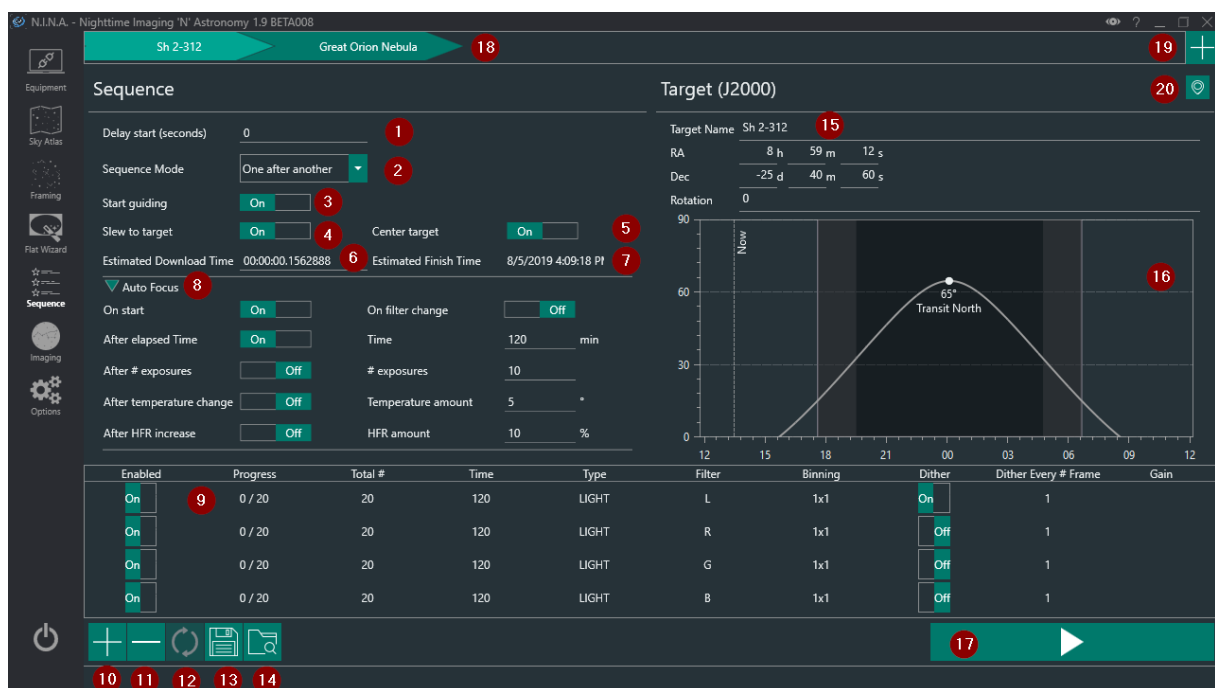 N.I.N.A. - Nighttime Imaging 'N' Astronomy 1.9 BETA008 ?
Sh 2-312 Great Orion Nebula 18 19
Equipment
Sky Atlas
Framing
Flat Wizard
Sequence
Imaging
Options
Sequence
Delay start (seconds) 0 1
Sequence Mode One after another 2
Start guiding On 3
Slew to target On 4 Center target On 5
Estimated Download Time 00:00:00.1562888 6 Estimated Finish Time 8/5/2019 4:09:18 PM 7
Auto Focus 8
On start On On filter change Off
After elapsed Time On Time 120 min
After # exposures Off # exposures 10
After temperature change Off Temperature amount 5 °
After HFR increase Off HFR amount 10 %
Target (J2000) 20
Target Name Sh 2-312 15
RA 8 h 59 m 12 s
Dec -25 d 40 m 60 s
Rotation 0
90
Now
60
65°
Transit North
16
30
0
12 15 18 21 00 03 06 09 12
Enabled Progress Total # Time Type Filter Binning Dither Dither Every # Frame Gain
On 9 0 / 20 20 120 LIGHT L 1x1 On 1
On 0 / 20 20 120 LIGHT R 1x1 Off 1
On 0 / 20 20 120 LIGHT G 1x1 Off 1
On 0 / 20 20 120 LIGHT B 1x1 Off 1
17
10 11 12 13 14